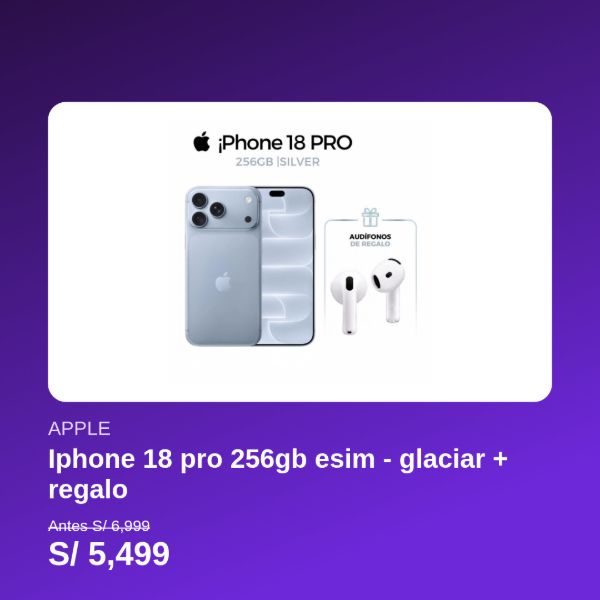 ¡Phone 18 PRO
256GB |SILVER
AUDÍFONOS
DE REGALO
APPLE
Iphone 18 pro 256gb esim - glaciar +
regalo
Antes S/ 6,999
S/ 5,499